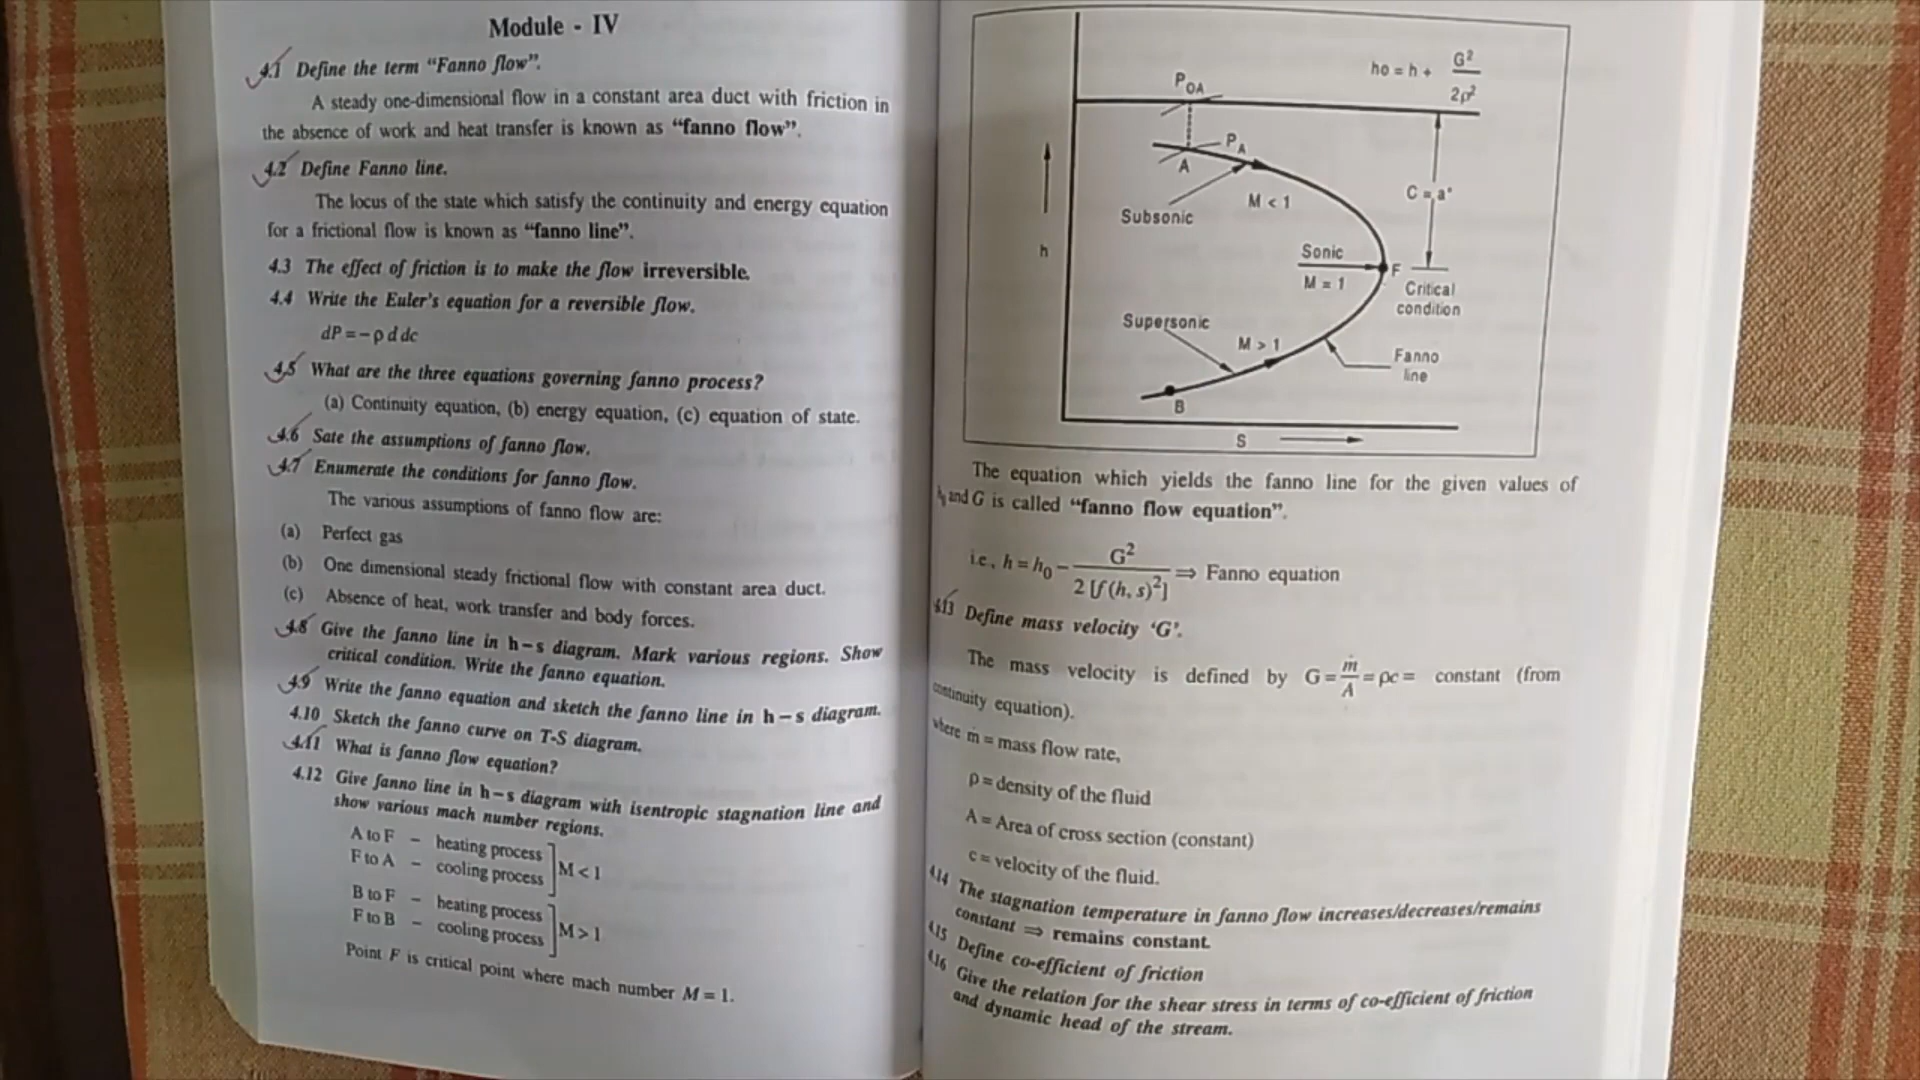 Module - IV
4.1 Define the term “Fanno flow”.
A steady one-dimensional flow in a constant area duct with friction in
the absence of work and heat transfer is known as “fanno flow”.
4.2 Define Fanno line.
The locus of the state which satisfy the continuity and energy equation
for a frictional flow is known as “fanno line”.
4.3 The effect of friction is to make the flow irreversible.
4.4 Write the Euler's equation for a reversible flow.
dP = − ρ d dc
4.5 What are the three equations governing fanno process?
(a) Continuity equation, (b) energy equation, (c) equation of state.
4.6 Sate the assumptions of fanno flow.
4.7 Enumerate the conditions for fanno flow.
The various assumptions of fanno flow are:
(a) Perfect gas
(b) One dimensional steady frictional flow with constant area duct.
(c) Absence of heat, work transfer and body forces.
4.8 Give the fanno line in h – s diagram. Mark various regions. Show
critical condition. Write the fanno equation.
4.9 Write the fanno equation and sketch the fanno line in h – s diagram.
4.10 Sketch the fanno curve on T-S diagram.
4.11 What is fanno flow equation?
4.12 Give fanno line in h – s diagram with isentropic stagnation line and
show various mach number regions.
A to F – heating process
F to A – cooling process
M < 1
B to F – heating process
F to B – cooling process
M > 1
Point F is critical point where mach number M = 1.
ho = h + G²/2ρ²
P_OA
P_A
A
C = a*
M < 1
Subsonic
h
Sonic
F
M = 1
Critical
condition
Supersonic
M > 1
Fanno
line
B
S
The equation which yields the fanno line for the given values of
h₀ and G is called “fanno flow equation”.
i.e., h = h₀ − G² / 2 [f (h, s)²] ⇒ Fanno equation
4.13 Define mass velocity ‘G’.
The mass velocity is defined by G = ṁ/A = ρc = constant (from
continuity equation).
where ṁ = mass flow rate,
ρ = density of the fluid
A = Area of cross section (constant)
c = velocity of the fluid.
4.14 The stagnation temperature in fanno flow increases/decreases/remains
constant ⇒ remains constant.
4.15 Define co-efficient of friction
4.16 Give the relation for the shear stress in terms of co-efficient of friction
and dynamic head of the stream.